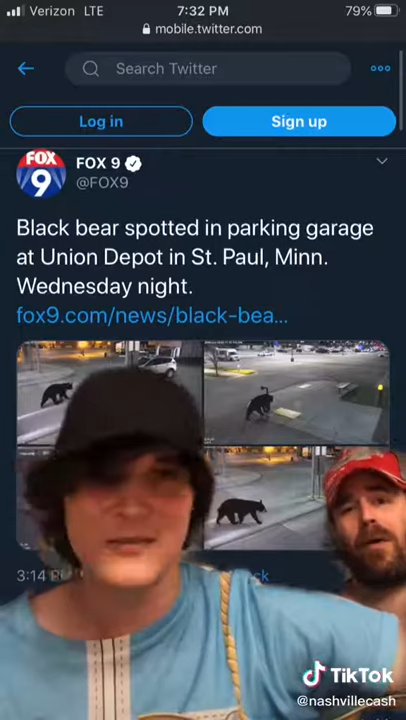 Verizon LTE 7:32 PM 79%
mobile.twitter.com
Search Twitter
Log in Sign up
FOX 9
@FOX9
FOX 9
Black bear spotted in parking garage
at Union Depot in St. Paul, Minn.
Wednesday night.
fox9.com/news/black-bea...
3:14
TikTok
@nashvillecash